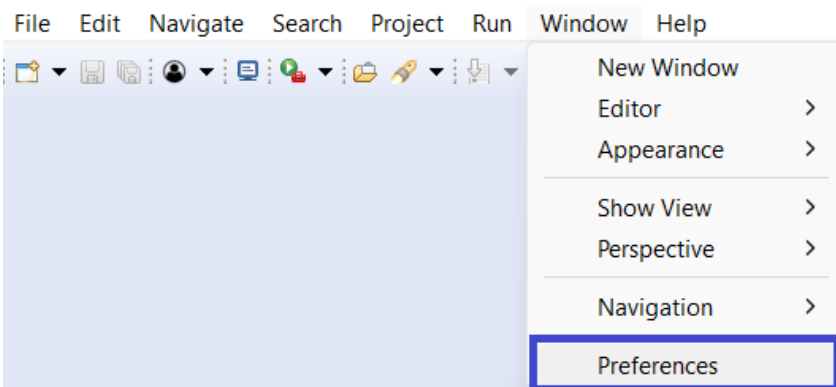 File Edit Navigate Search Project Run Window Help
New Window
Editor
Appearance
Show View
Perspective
Navigation
Preferences